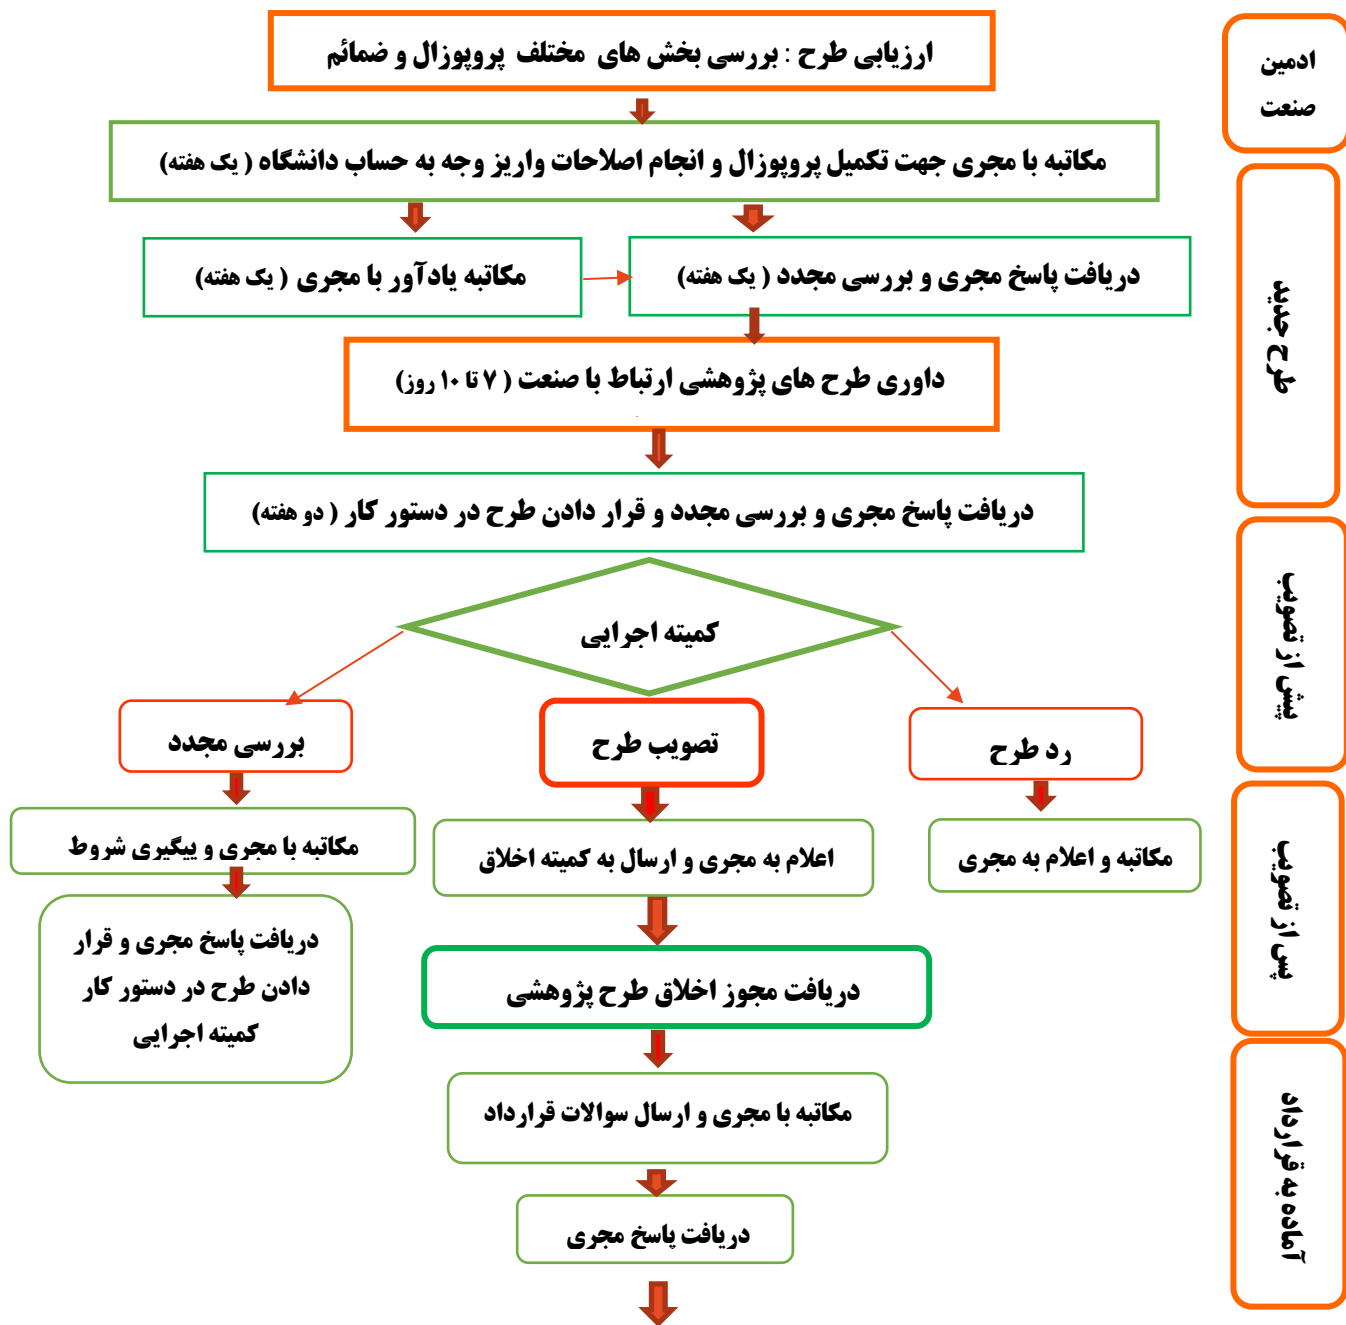 ارزیابی طرح : بررسی بخش های مختلف پروپوزال و ضمائم
ادمین
صنعت
مکاتبه با مجری جهت تکمیل پروپوزال و انجام اصلاحات واریز وجه به حساب دانشگاه ( یک هفته)
دریافت پاسخ مجری و بررسی مجدد ( یک هفته)
مکاتبه یادآور با مجری ( یک هفته)
طرح جدید
داوری طرح های پژوهشی ارتباط با صنعت ( ۷ تا ۱۰ روز)
دریافت پاسخ مجری و بررسی مجدد و قرار دادن طرح در دستور کار ( دو هفته)
پیش از تصویب
کمیته اجرایی
رد طرح
تصویب طرح
بررسی مجدد
پس از تصویب
مکاتبه و اعلام به مجری
اعلام به مجری و ارسال به کمیته اخلاق
مکاتبه با مجری و پیگیری شروط
دریافت پاسخ مجری و قرار
دادن طرح در دستور کار
کمیته اجرایی
دریافت مجوز اخلاق طرح پژوهشی
آماده به قرارداد
مکاتبه با مجری و ارسال سوالات قرارداد
دریافت پاسخ مجری